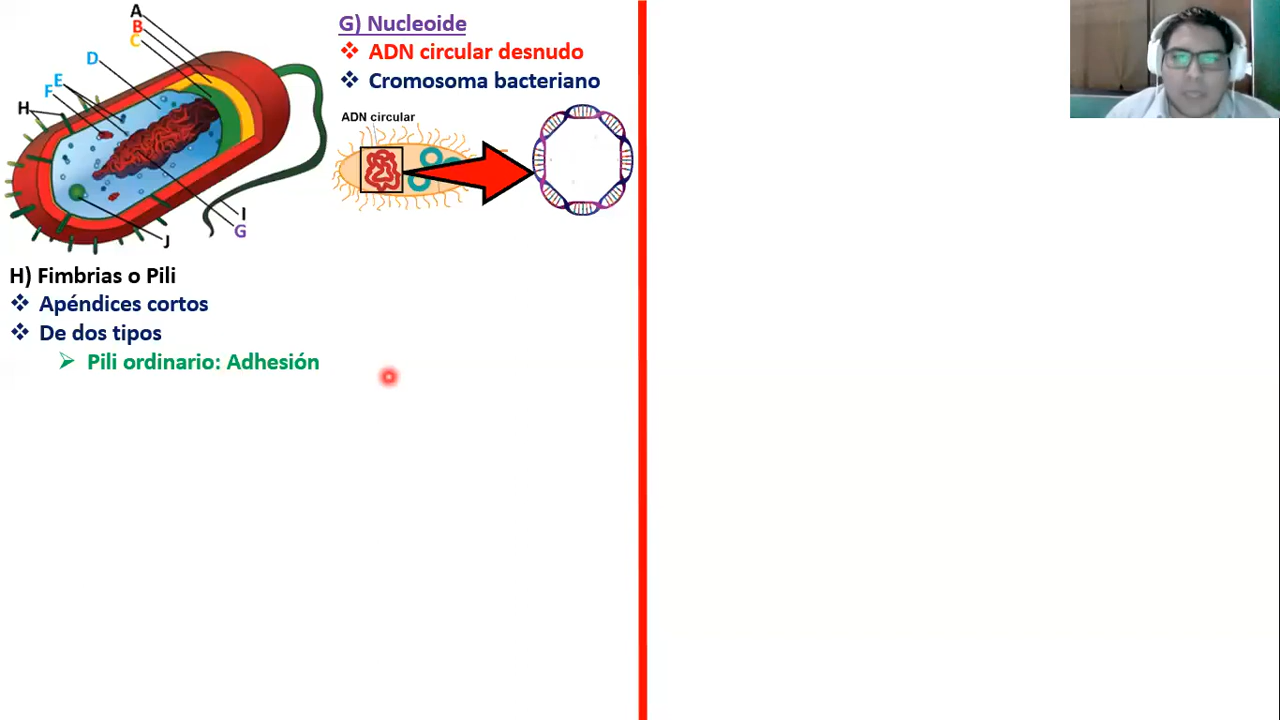 A
B
C
D
E
F
H
I
G
J
G) Nucleoide
❖ ADN circular desnudo
❖ Cromosoma bacteriano
ADN circular
H) Fimbrias o Pili
❖ Apéndices cortos
❖ De dos tipos
➢ Pili ordinario: Adhesión